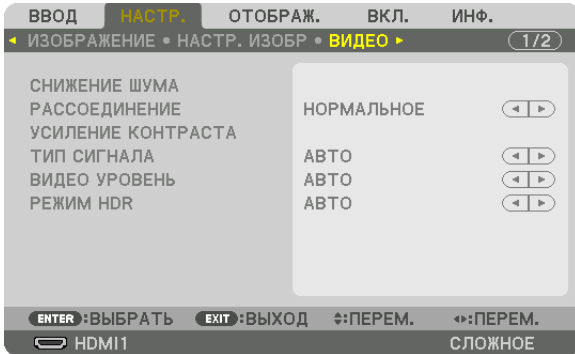 ВВОД НАСТР. ОТОБРАЖ. ВКЛ. ИНФ.
◄ ИЗОБРАЖЕНИЕ • НАСТР. ИЗОБР • ВИДЕО ► 1/2
СНИЖЕНИЕ ШУМА
РАССОЕДИНЕНИЕ НОРМАЛЬНОЕ
УСИЛЕНИЕ КОНТРАСТА
ТИП СИГНАЛА АВТО
ВИДЕО УРОВЕНЬ АВТО
РЕЖИМ HDR АВТО
ENTER :ВЫБРАТЬ EXIT :ВЫХОД :ПЕРЕМ. :ПЕРЕМ.
HDMI1 СЛОЖНОЕ